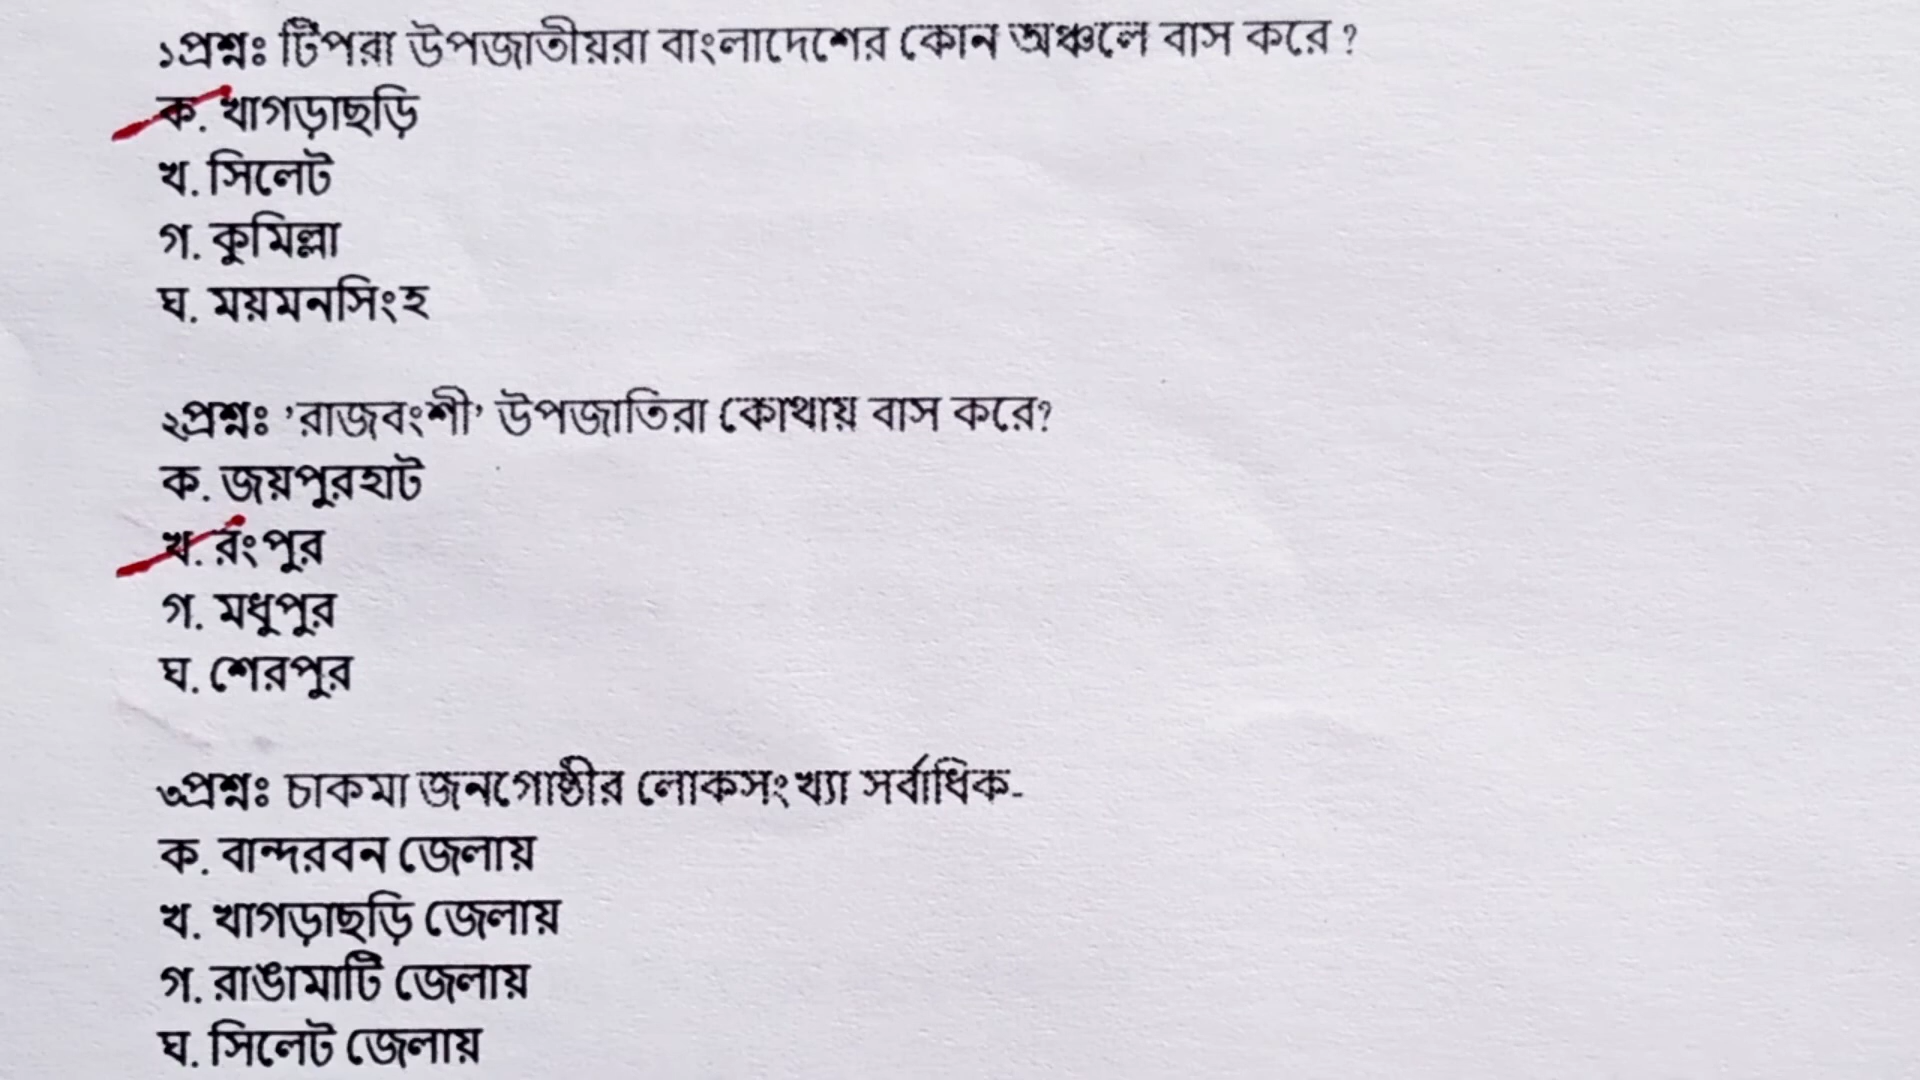 ১প্রশ্নঃ টিপরা উপজাতীয়রা বাংলাদেশের কোন অঞ্চলে বাস করে ?
ক. খাগড়াছড়ি
খ. সিলেট
গ. কুমিল্লা
ঘ. ময়মনসিংহ
২প্রশ্নঃ ’রাজবংশী’ উপজাতিরা কোথায় বাস করে?
ক. জয়পুরহাট
খ. রংপুর
গ. মধুপুর
ঘ. শেরপুর
৩প্রশ্নঃ চাকমা জনগোষ্ঠীর লোকসংখ্যা সর্বাধিক-
ক. বান্দরবন জেলায়
খ. খাগড়াছড়ি জেলায়
গ. রাঙামাটি জেলায়
ঘ. সিলেট জেলায়